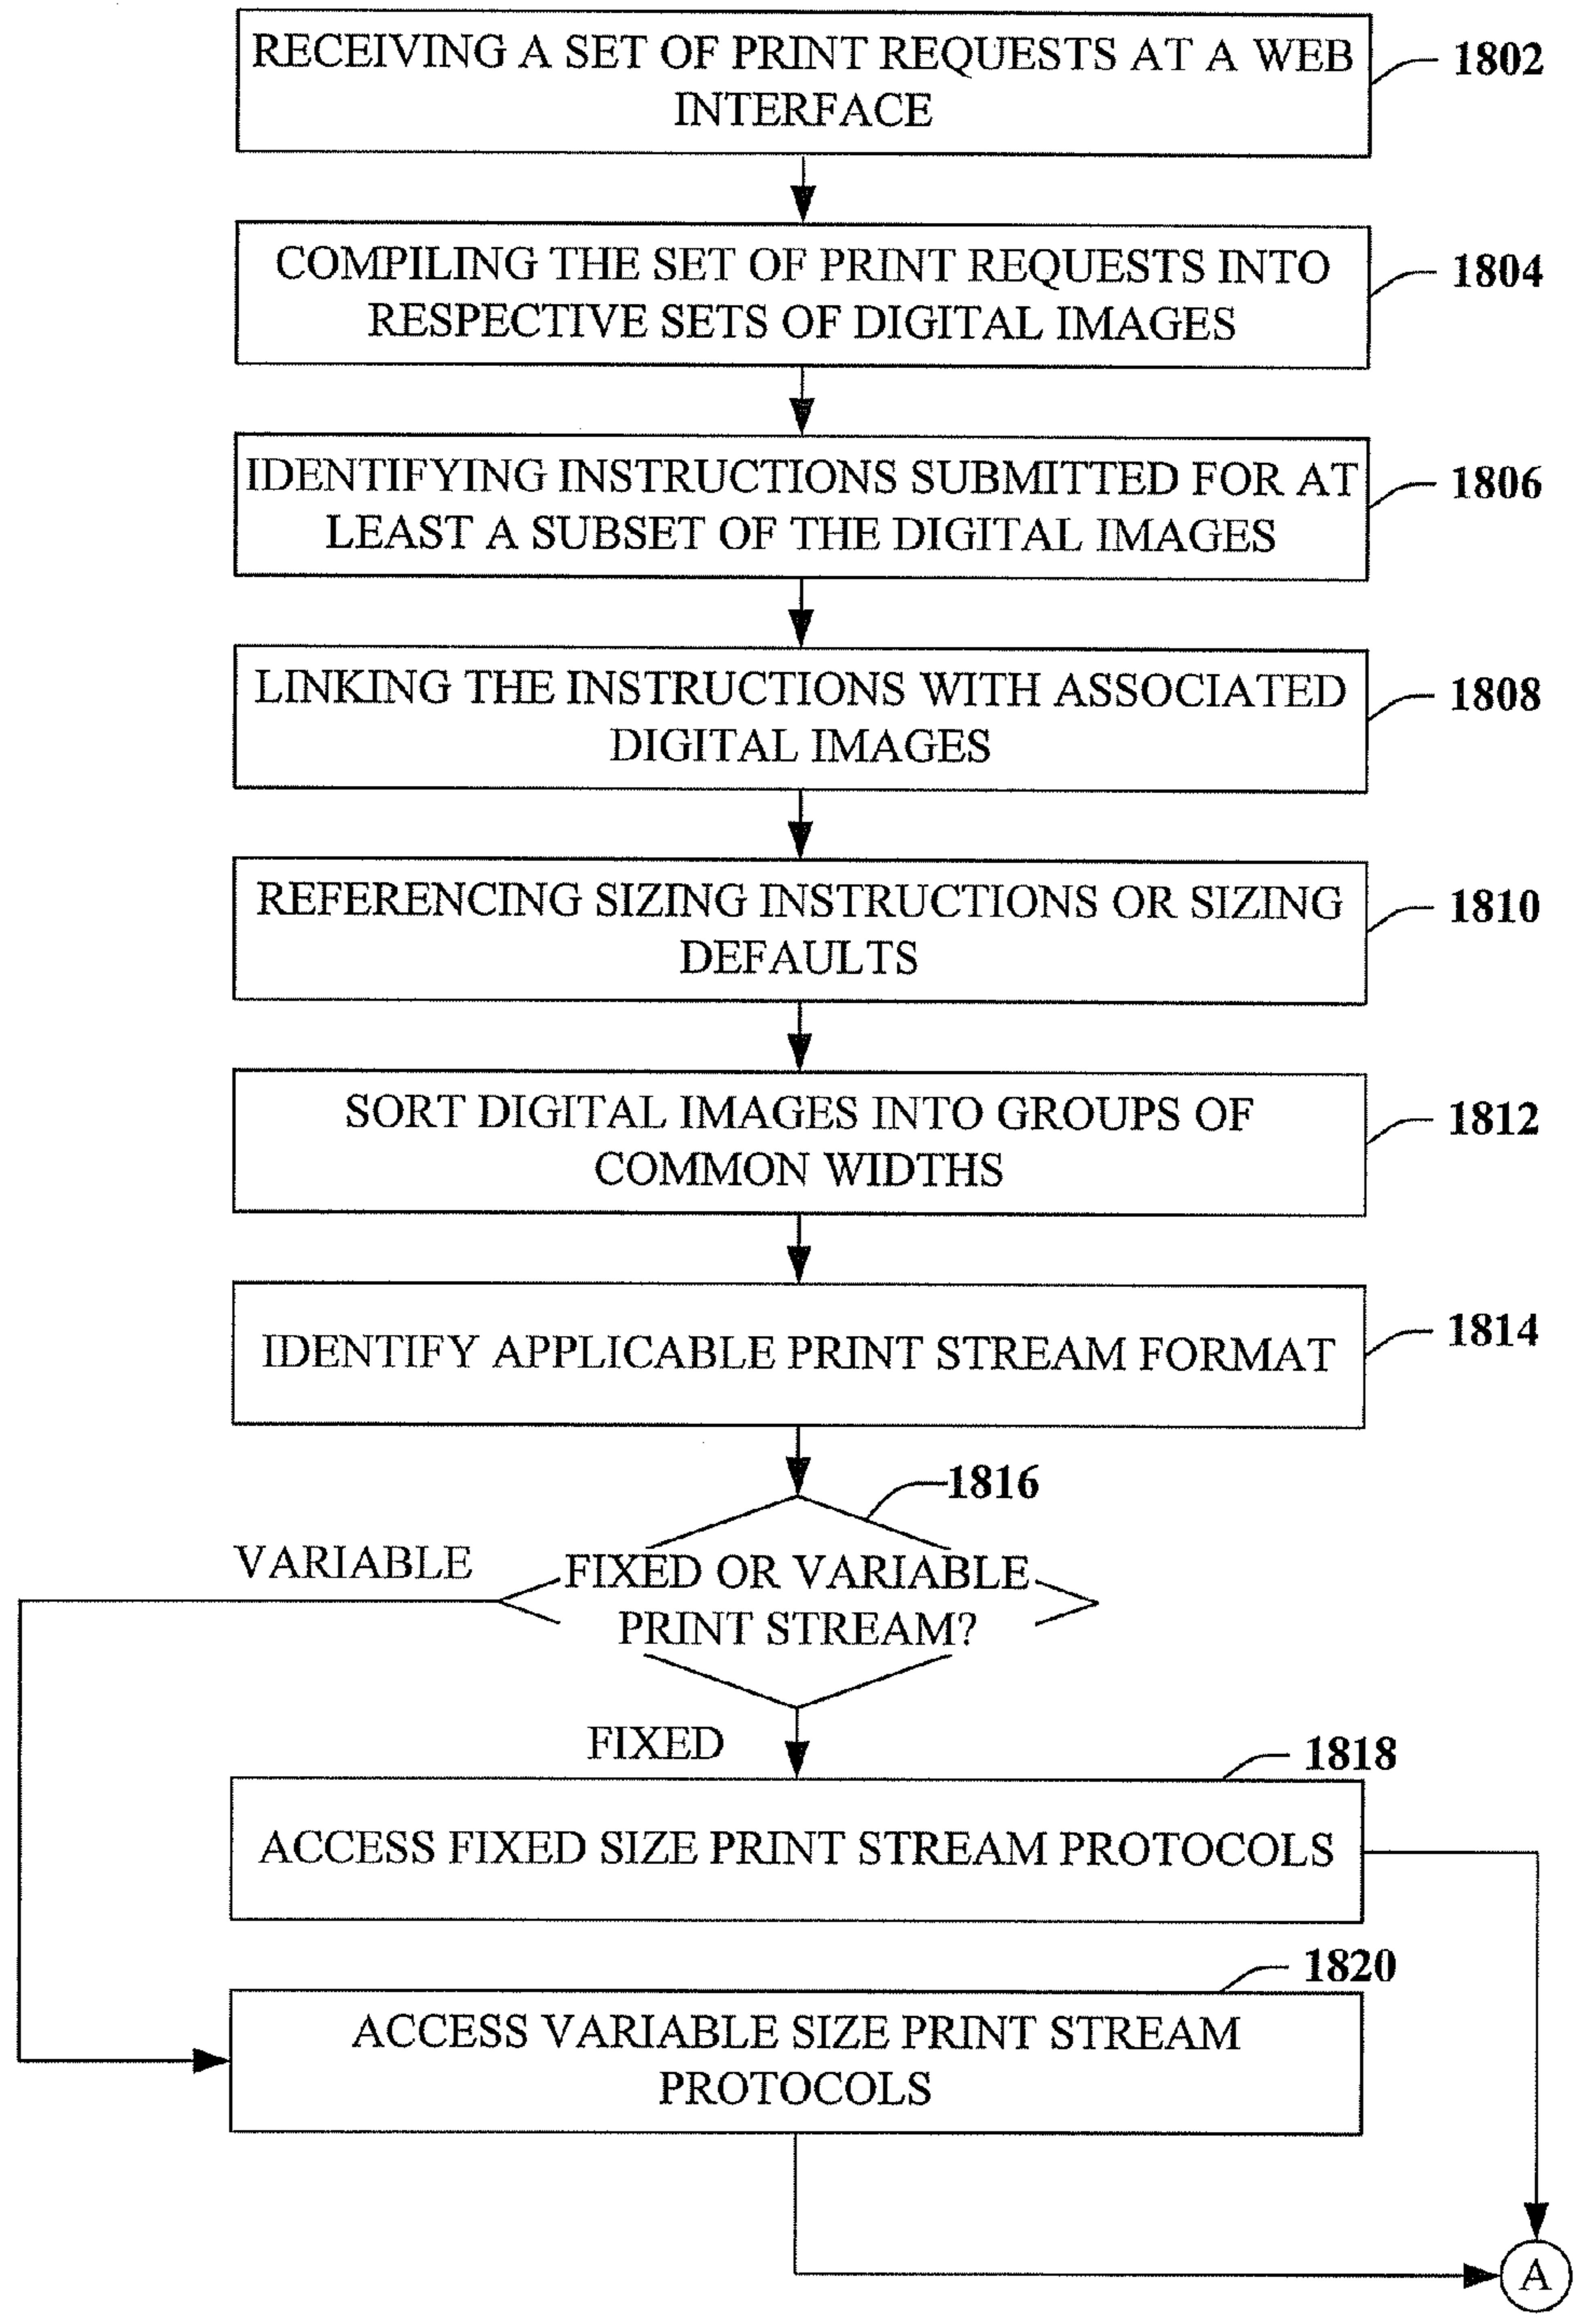 RECEIVING A SET OF PRINT REQUESTS AT A WEB
INTERFACE
1802
COMPILING THE SET OF PRINT REQUESTS INTO
RESPECTIVE SETS OF DIGITAL IMAGES
1804
IDENTIFYING INSTRUCTIONS SUBMITTED FOR AT
LEAST A SUBSET OF THE DIGITAL IMAGES
1806
LINKING THE INSTRUCTIONS WITH ASSOCIATED
DIGITAL IMAGES
1808
REFERENCING SIZING INSTRUCTIONS OR SIZING
DEFAULTS
1810
SORT DIGITAL IMAGES INTO GROUPS OF
COMMON WIDTHS
1812
IDENTIFY APPLICABLE PRINT STREAM FORMAT
1814
1816
VARIABLE
FIXED OR VARIABLE
PRINT STREAM?
FIXED
1818
ACCESS FIXED SIZE PRINT STREAM PROTOCOLS
1820
ACCESS VARIABLE SIZE PRINT STREAM
PROTOCOLS
A